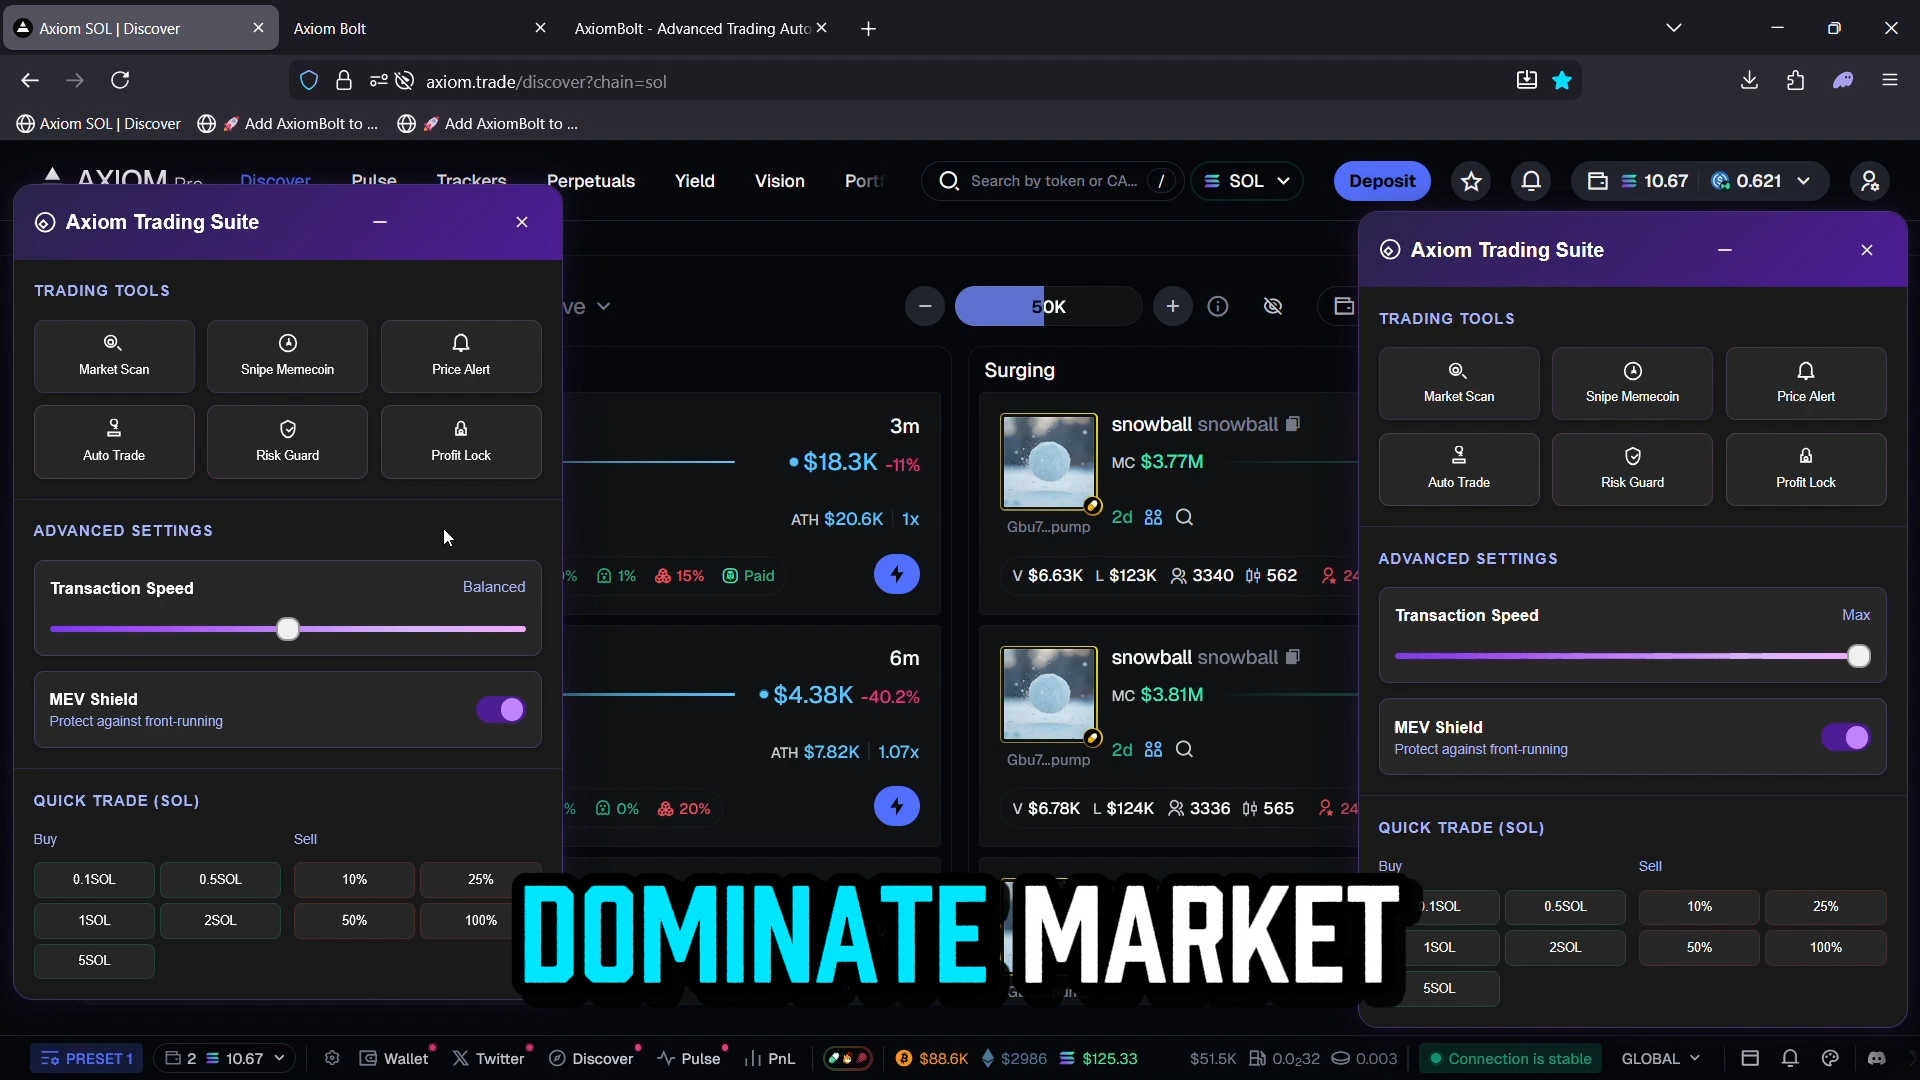 Axiom SOL | Discover
Axiom Bolt
AxiomBolt - Advanced Trading Auto
axiom.trade/discover?chain=sol
Axiom SOL | Discover
🚀 Add AxiomBolt to ...
🚀 Add AxiomBolt to ...
AXIOM Pro
Discover
Pulse
Trackers
Perpetuals
Yield
Vision
Portf
Search by token or CA...
/
SOL
Deposit
10.67
0.621
Axiom Trading Suite
TRADING TOOLS
Market Scan
Snipe Memecoin
Price Alert
Auto Trade
Risk Guard
Profit Lock
ADVANCED SETTINGS
Transaction Speed
Balanced
MEV Shield
Protect against front-running
QUICK TRADE (SOL)
Buy
Sell
0.1SOL
0.5SOL
10%
25%
1SOL
2SOL
50%
100%
5SOL
ve
50K
3m
$18.3K -11%
ATH $20.6K 1x
% 1% 15% Paid
6m
$4.38K -40.2%
ATH $7.82K 1.07x
% 0% 20%
Surging
snowball snowball
MC $3.77M
Gbu7...pump
2d
V $6.63K L $123K 3340 562 24
snowball snowball
MC $3.81M
Gbu7...pump
2d
V $6.78K L $124K 3336 565 24
Axiom Trading Suite
TRADING TOOLS
Market Scan
Snipe Memecoin
Price Alert
Auto Trade
Risk Guard
Profit Lock
ADVANCED SETTINGS
Transaction Speed
Max
MEV Shield
Protect against front-running
QUICK TRADE (SOL)
Buy
Sell
.1SOL
0.5SOL
10%
25%
1SOL
2SOL
50%
100%
5SOL
DOMINATE MARKET
PRESET 1
2
10.67
Wallet
Twitter
Discover
Pulse
PnL
$88.6K
$2986
$125.33
$51.5K
0.0₂32
0.003
Connection is stable
GLOBAL